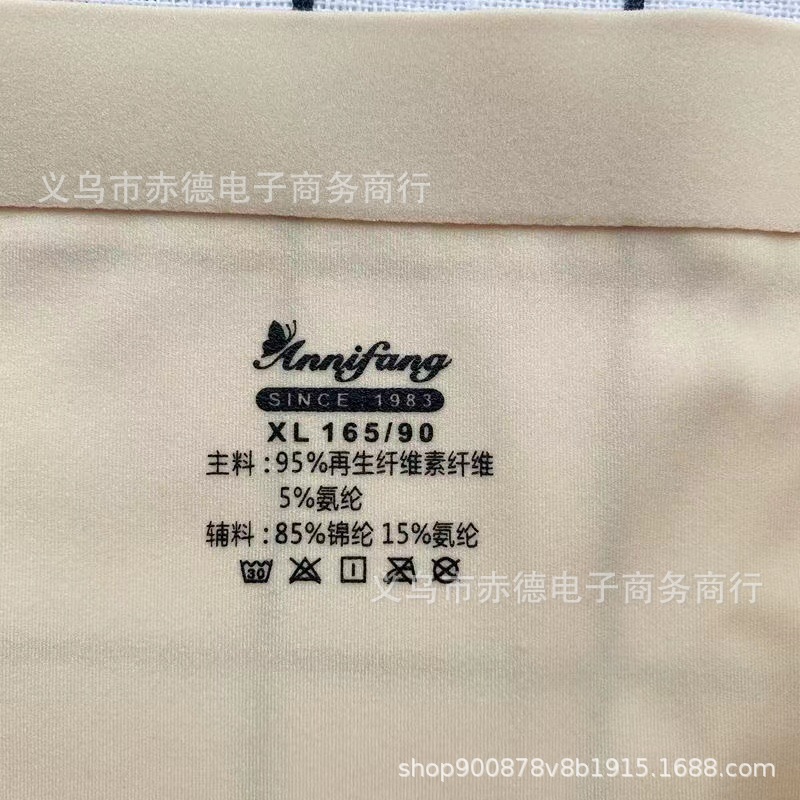 义乌市赤德电子商务商行
Annifang
SINCE 1983
XL 165/90
主料:95%再生纤维素纤维
5%氨纶
辅料:85%锦纶 15%氨纶
30
义乌市赤德电子商务商行
shop900878v8b1915.1688.com